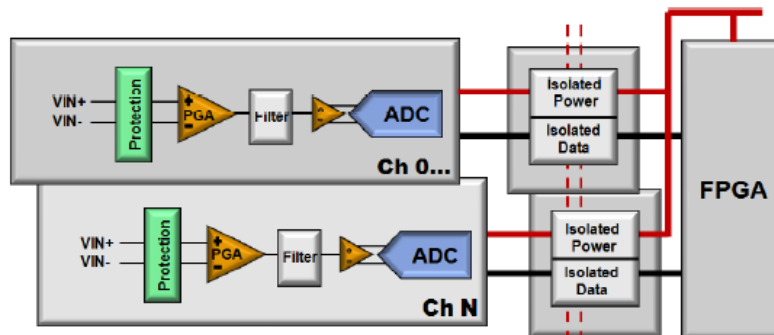 VIN+
VIN-
Protection
+
−
PGA
Filter
ADC
Ch 0...
Isolated
Power
Isolated
Data
FPGA
VIN+
VIN-
Protection
+
−
PGA
Filter
ADC
Ch N
Isolated
Power
Isolated
Data